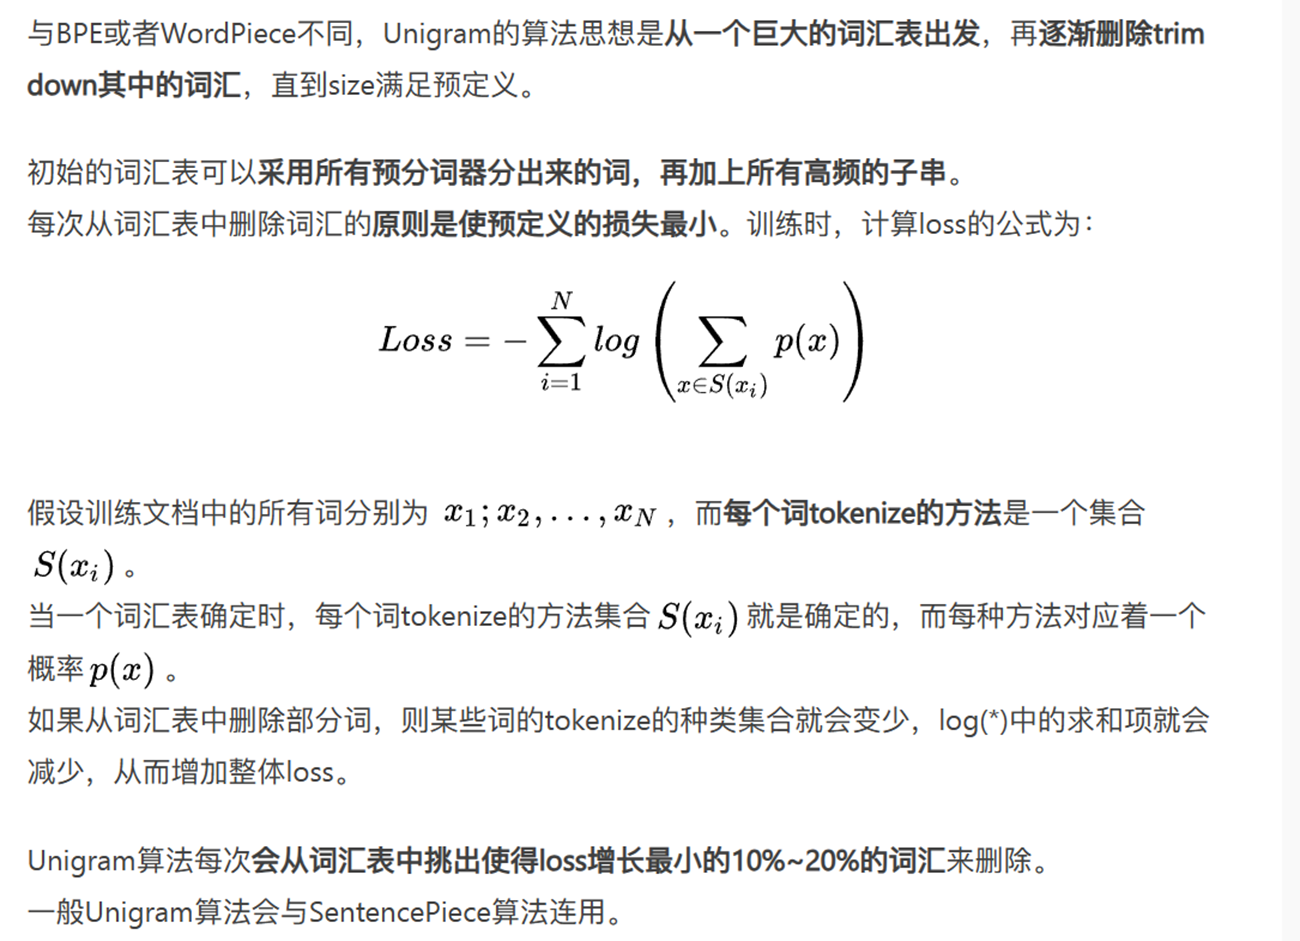 与BPE或者WordPiece不同，Unigram的算法思想是从一个巨大的词汇表出发，再逐渐删除trim
down其中的词汇，直到size满足预定义。
初始的词汇表可以采用所有预分词器分出来的词，再加上所有高频的子串。
每次从词汇表中删除词汇的原则是使预定义的损失最小。训练时，计算loss的公式为：
$Loss = -\sum_{i=1}^{N} log \left( \sum_{x \in S(x_i)} p(x) \right)$
假设训练文档中的所有词分别为 $x_1; x_2, ..., x_N$ ，而每个词tokenize的方法是一个集合
$S(x_i)$ 。
当一个词汇表确定时，每个词tokenize的方法集合 $S(x_i)$ 就是确定的，而每种方法对应着一个
概率 $p(x)$ 。
如果从词汇表中删除部分词，则某些词的tokenize的种类集合就会变少，log(*)中的求和项就会
减少，从而增加整体loss。
Unigram算法每次会从词汇表中挑出使得loss增长最小的10%~20%的词汇来删除。
一般Unigram算法会与SentencePiece算法连用。